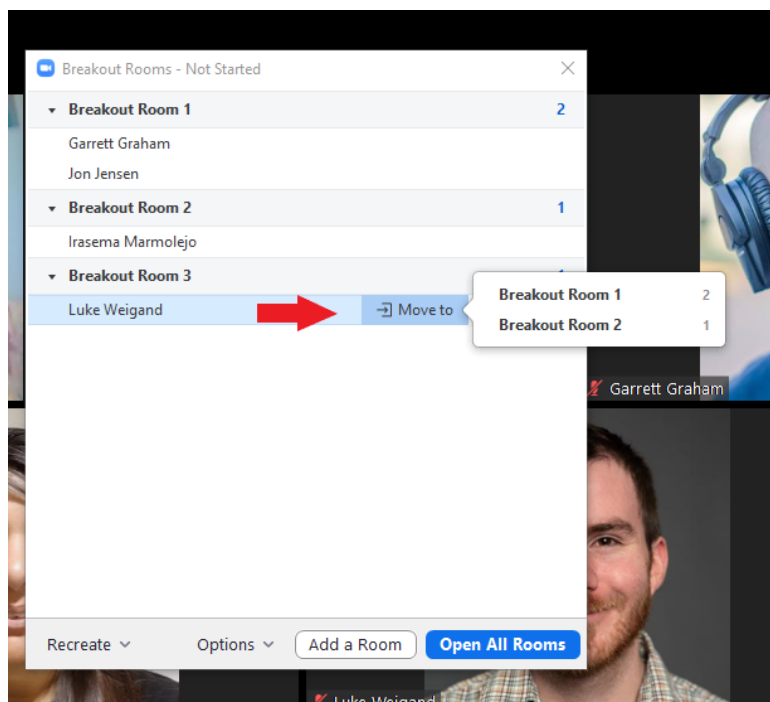 Breakout Rooms - Not Started
Breakout Room 1 2
Garrett Graham
Jon Jensen
Breakout Room 2 1
Irasema Marmolejo
Breakout Room 3
Luke Weigand Move to
Breakout Room 1 2
Breakout Room 2 1
Garrett Graham
Recreate Options Add a Room Open All Rooms
Luke Weigand